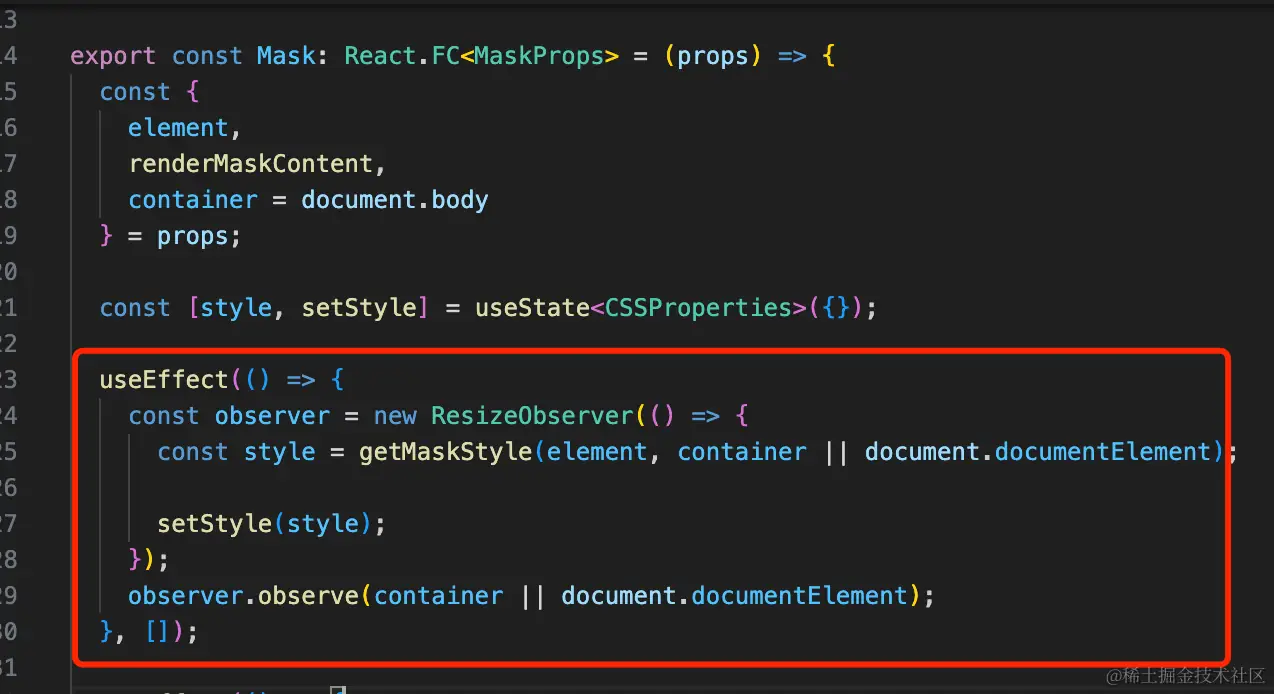 13
14 export const Mask: React.FC<MaskProps> = (props) => {
15   const {
16     element,
17     renderMaskContent,
18     container = document.body
19   } = props;
20
21   const [style, setStyle] = useState<CSSProperties>({});
22
23   useEffect(() => {
24     const observer = new ResizeObserver(() => {
25       const style = getMaskStyle(element, container || document.documentElement);
26
27       setStyle(style);
28     });
29     observer.observe(container || document.documentElement);
30   }, []);
31
@稀土掘金技术社区